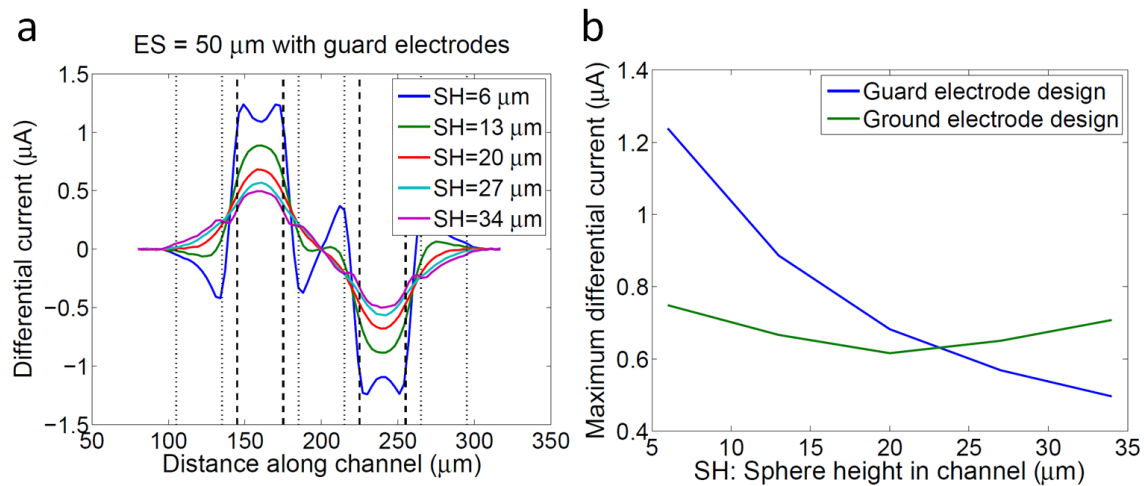 a
ES = 50 μm with guard electrodes
Differential current (μA)
1.5
1
0.5
0
−0.5
−1
−1.5
SH=6 μm
SH=13 μm
SH=20 μm
SH=27 μm
SH=34 μm
50 100 150 200 250 300 350
Distance along channel (μm)
b
Maximum differential current (μA)
1.4
1.2
1
0.8
0.6
0.4
Guard electrode design
Ground electrode design
5 10 15 20 25 30 35
SH: Sphere height in channel (μm)